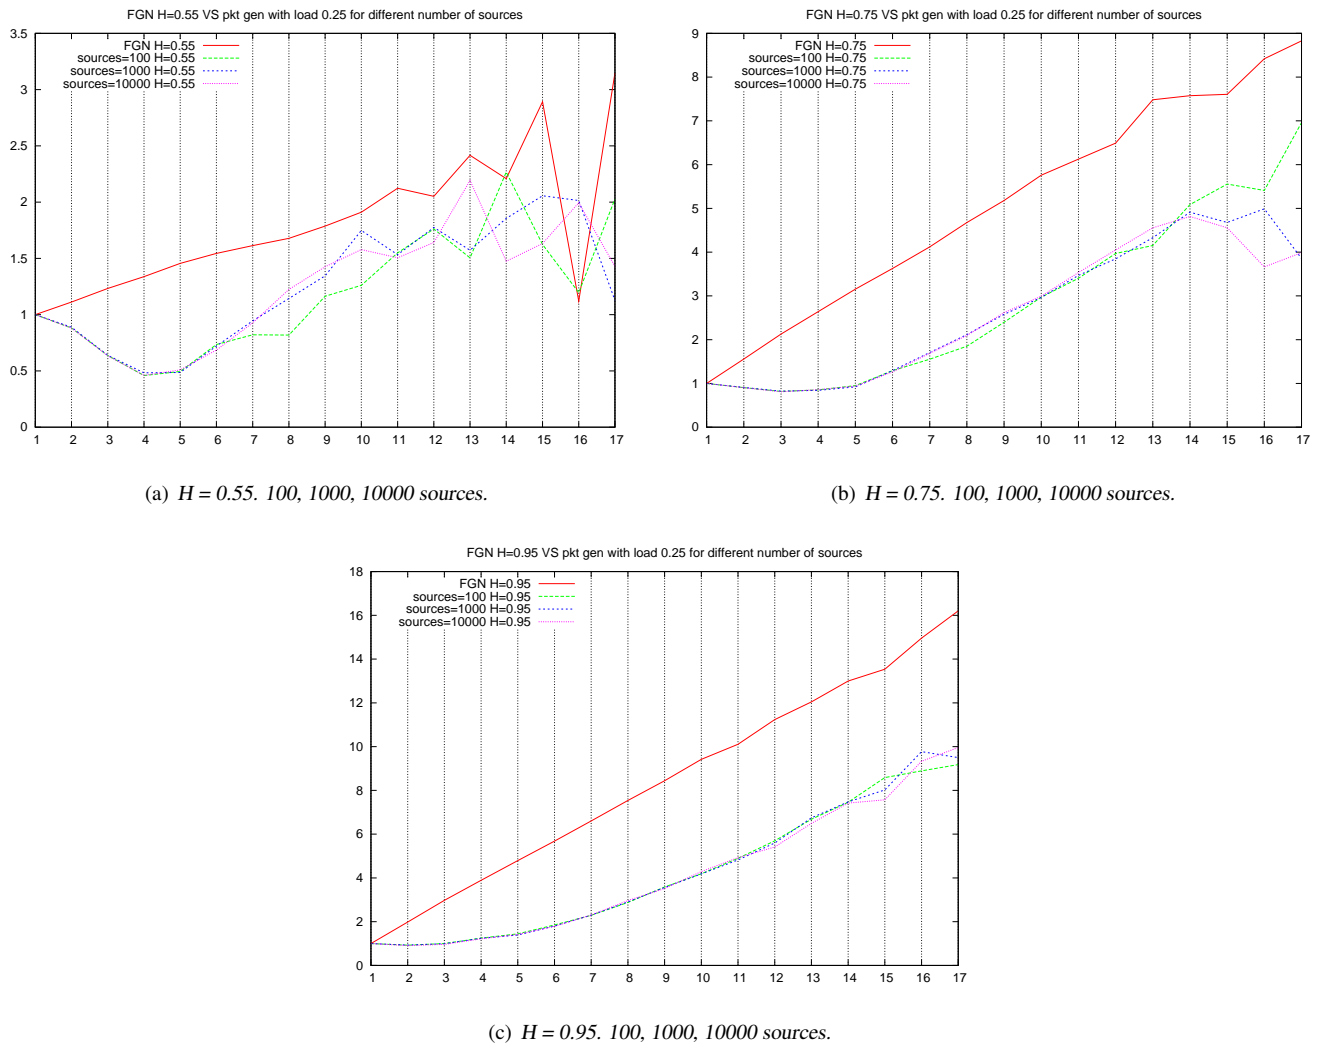 FGN H=0.55 VS pkt gen with load 0.25 for different number of sources
3.5
3
2.5
2
1.5
1
0.5
0
FGN H=0.55
sources=100 H=0.55
sources=1000 H=0.55
sources=10000 H=0.55
1 2 3 4 5 6 7 8 9 10 11 12 13 14 15 16 17
(a) H = 0.55. 100, 1000, 10000 sources.
FGN H=0.75 VS pkt gen with load 0.25 for different number of sources
9
8
7
6
5
4
3
2
1
0
FGN H=0.75
sources=100 H=0.75
sources=1000 H=0.75
sources=10000 H=0.75
1 2 3 4 5 6 7 8 9 10 11 12 13 14 15 16 17
(b) H = 0.75. 100, 1000, 10000 sources.
FGN H=0.95 VS pkt gen with load 0.25 for different number of sources
18
16
14
12
10
8
6
4
2
0
FGN H=0.95
sources=100 H=0.95
sources=1000 H=0.95
sources=10000 H=0.95
1 2 3 4 5 6 7 8 9 10 11 12 13 14 15 16 17
(c) H = 0.95. 100, 1000, 10000 sources.